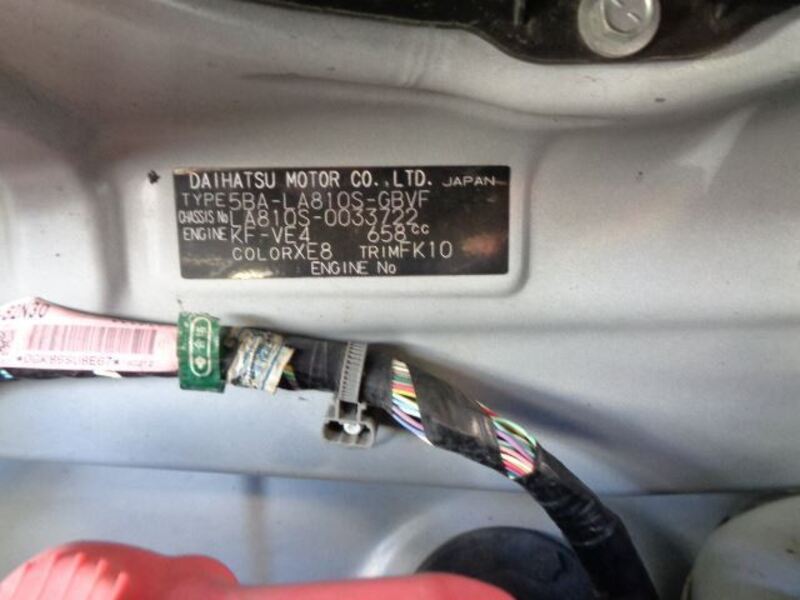 DAIHATSU MOTOR CO.,LTD. JAPAN
TYPE 5BA-LA810S-GBVF
CHASSIS No LA810S-0033722
ENGINE KF-VE4 658cc
COLOR XE8 TRIM FK10
ENGINE No